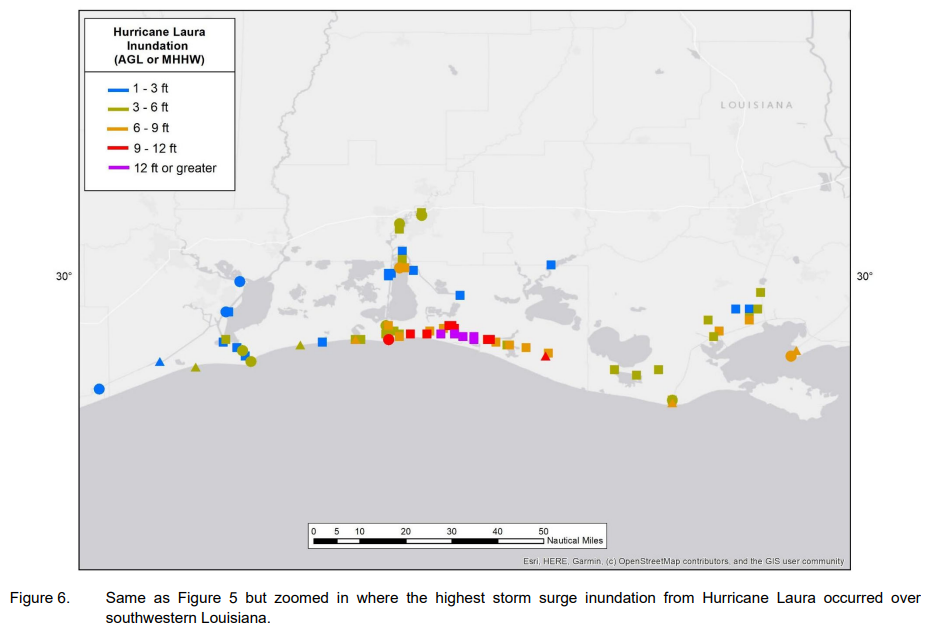 Hurricane Laura
Inundation
(AGL or MHHW)
1 - 3 ft
3 - 6 ft
6 - 9 ft
9 - 12 ft
12 ft or greater
LOUISIANA
30°
30°
0 5 10 20 30 40 50
Nautical Miles
Esri, HERE, Garmin, (c) OpenStreetMap contributors, and the GIS user community
Figure 6. Same as Figure 5 but zoomed in where the highest storm surge inundation from Hurricane Laura occurred over
southwestern Louisiana.